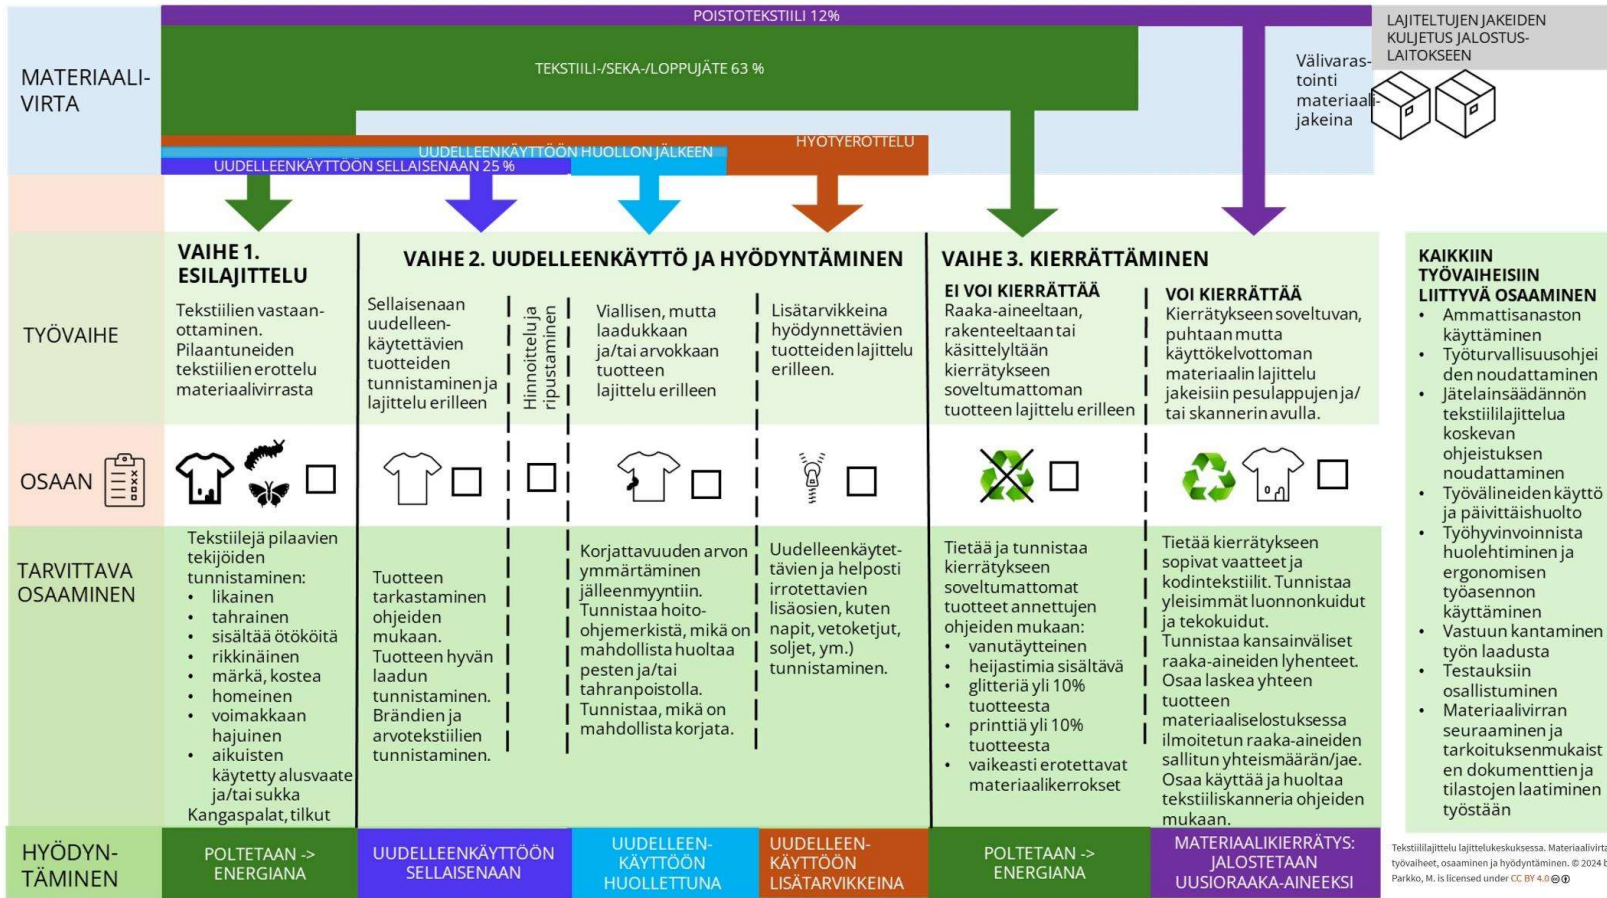 POISTOTEKSTIILI 12%
LAJITELTUJEN JAKEIDEN
KULJETUS JALOSTUS-
LAITOKSEEN
MATERIAALI-
VIRTA
TEKSTIILI-/SEKA-/LOPPUJÄTE 63 %
Välivaras-
tointi
materiaali-
jakeina
HYÖTYEROTTELU
UUDELLEENKÄYTTÖÖN HUOLLON JÄLKEEN
UUDELLEENKÄYTTÖÖN SELLAISENAAN 25 %
TYÖVAIHE
VAIHE 1.
ESILAJITTELU
Tekstiilien vastaan-
ottaminen.
Pilaantuneiden
tekstiilien erottelu
materiaalivirrasta
VAIHE 2. UUDELLEENKÄYTTÖ JA HYÖDYNTÄMINEN
Sellaisenaan
uudelleen-
käytettävien
tuotteiden
tunnistaminen ja
lajittelu erilleen
Hinnoittelu ja
ripustaminen
Viallisen, mutta
laadukkaan
ja/tai arvokkaan
tuotteen
lajittelu erilleen
Lisätarvikkeina
hyödynnettävien
tuotteiden lajittelu
erilleen.
VAIHE 3. KIERRÄTTÄMINEN
EI VOI KIERRÄTTÄÄ
Raaka-aineeltaan,
rakenteeltaan tai
käsittelyltään
kierrätykseen
soveltumattoman
tuotteen lajittelu erilleen
VOI KIERRÄTTÄÄ
Kierrätykseen soveltuvan,
puhtaan mutta
käyttökelvottoman
materiaalin lajittelu
jakeisiin pesulappujen ja/
tai skannerin avulla.
OSAAN
TARVITTAVA
OSAAMINEN
Tekstiilejä pilaavien
tekijöiden
tunnistaminen:
• likainen
• tahrainen
• sisältää ötököitä
• rikkinäinen
• märkä, kostea
• homeinen
• voimakkaan
hajuinen
• aikuisten
käytetty alusvaate
ja/tai sukka
Kangaspalat, tilkut
Tuotteen
tarkastaminen
ohjeiden
mukaan.
Tuotteen hyvän
laadun
tunnistaminen.
Brändien ja
arvotekstiilien
tunnistaminen.
Korjattavuuden arvon
ymmärtäminen
jälleenmyyntiin.
Tunnistaa hoito-
ohjemerkistä, mikä on
mahdollista huoltaa
pesten ja/tai
tahranpoistolla.
Tunnistaa, mikä on
mahdollista korjata.
Uudelleenkäytet-
tävien ja helposti
irrotettavien
lisäosien, kuten
napit, vetoketjut,
soljet, ym.)
tunnistaminen.
Tietää ja tunnistaa
kierrätykseen
soveltumattomat
tuotteet annettujen
ohjeiden mukaan:
• vanutäytteinen
• heijastimia sisältävä
• glitteriä yli 10%
tuotteesta
• printtiä yli 10%
tuotteesta
• vaikeasti erotettavat
materiaalikerrokset
Tietää kierrätykseen
sopivat vaatteet ja
kodintekstiilit. Tunnistaa
yleisimmät luonnonkuidut
ja tekokuidut.
Tunnistaa kansainväliset
raaka-aineiden lyhenteet.
Osaa laskea yhteen
tuotteen
materiaaliselostuksessa
ilmoitetun raaka-aineiden
sallitun yhteismäärän/jae.
Osaa käyttää ja huoltaa
tekstiiliskanneria ohjeiden
mukaan.
KAIKKIIN
TYÖVAIHEISIIN
LIITTYVÄ OSAAMINEN
• Ammattisanaston
käyttäminen
• Työturvallisuusohjei
den noudattaminen
• Jätelainsäädännön
tekstiililajittelua
koskevan
ohjeistuksen
noudattaminen
• Työvälineiden käyttö
ja päivittäishuolto
• Työhyvinvoinnista
huolehtiminen ja
ergonomisen
työasennon
käyttäminen
• Vastuun kantaminen
työn laadusta
• Testauksiin
osallistuminen
• Materiaalivirran
seuraaminen ja
tarkoituksenmukaist
en dokumenttien ja
tilastojen laatiminen
työstään
HYÖDYN-
TÄMINEN
POLTETAAN ->
ENERGIANA
UUDELLEENKÄYTTÖÖN
SELLAISENAAN
UUDELLEEN-
KÄYTTÖÖN
HUOLLETTUNA
UUDELLEEN-
KÄYTTÖÖN
LISÄTARVIKKEINA
POLTETAAN ->
ENERGIANA
MATERIAALIKIERRÄTYS:
JALOSTETAAN
UUSIORAAKA-AINEEKSI
Tekstiililajittelu lajittelukeskuksessa. Materiaalivirta
työvaiheet, osaaminen ja hyödyntäminen. © 2024 b
Parkko, M. is licensed under CC BY 4.0